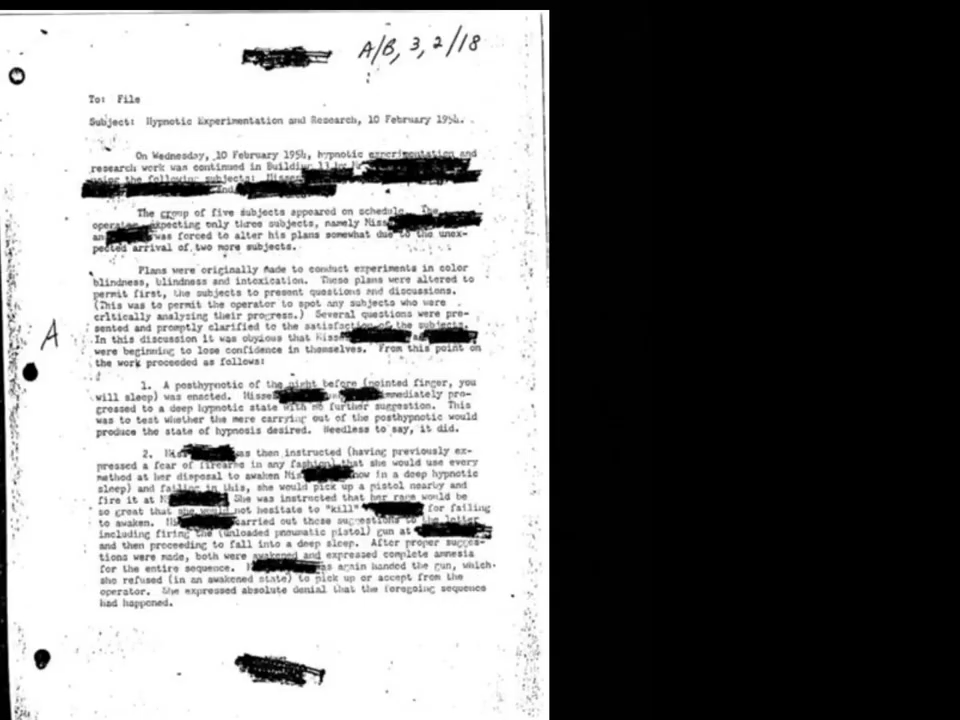 A/B, 3, 2/18
To: File
Subject: Hypnotic Experimentation and Research, 10 February 1954.
On Wednesday, 10 February 1954, hypnotic experimentation and
research work was continued in Building 13 by
using the following subjects: Misses
and
The group of five subjects appeared on schedule. The
operator, expecting only three subjects, namely Misses
and was forced to alter his plans somewhat due to the unex-
pected arrival of two more subjects.
Plans were originally made to conduct experiments in color
blindness, blindness and intoxication. These plans were altered to
permit first, the subjects to present questions and discussions.
(This was to permit the operator to spot any subjects who were
critically analyzing their progress.) Several questions were pre-
sented and promptly clarified to the satisfaction of the subjects.
In this discussion it was obvious that Misses
were beginning to lose confidence in themselves. From this point on
the work proceeded as follows:
A
1. A posthypnotic of the night before (pointed finger, you
will sleep) was enacted. Misses immediately pro-
gressed to a deep hypnotic state with no further suggestion. This
was to test whether the mere carrying out of the posthypnotic would
produce the state of hypnosis desired. Needless to say, it did.
2. Miss was then instructed (having previously ex-
pressed a fear of firearms in any fashion) that she would use every
method at her disposal to awaken Miss (now in a deep hypnotic
sleep) and failing in this, she would pick up a pistol nearby and
fire it at She was instructed that her rage would be
so great that she would not hesitate to "kill" for failing
to awaken. Miss carried out these suggestions to the letter
including firing the (unloaded pneumatic pistol) gun at
and then proceeding to fall into a deep sleep. After proper sugges-
tions were made, both were awakened and expressed complete amnesia
for the entire sequence. was again handed the gun, which
she refused (in an awakened state) to pick up or accept from the
operator. She expressed absolute denial that the foregoing sequence
had happened.